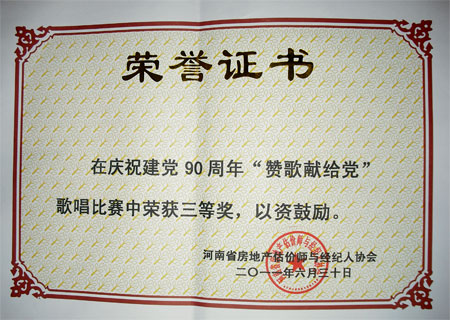 荣誉证书
在庆祝建党90周年“赞歌献给党”
歌唱比赛中荣获三等奖，以资鼓励。
河南省房地产估价师与经纪人协会
二〇一一年六月三十日